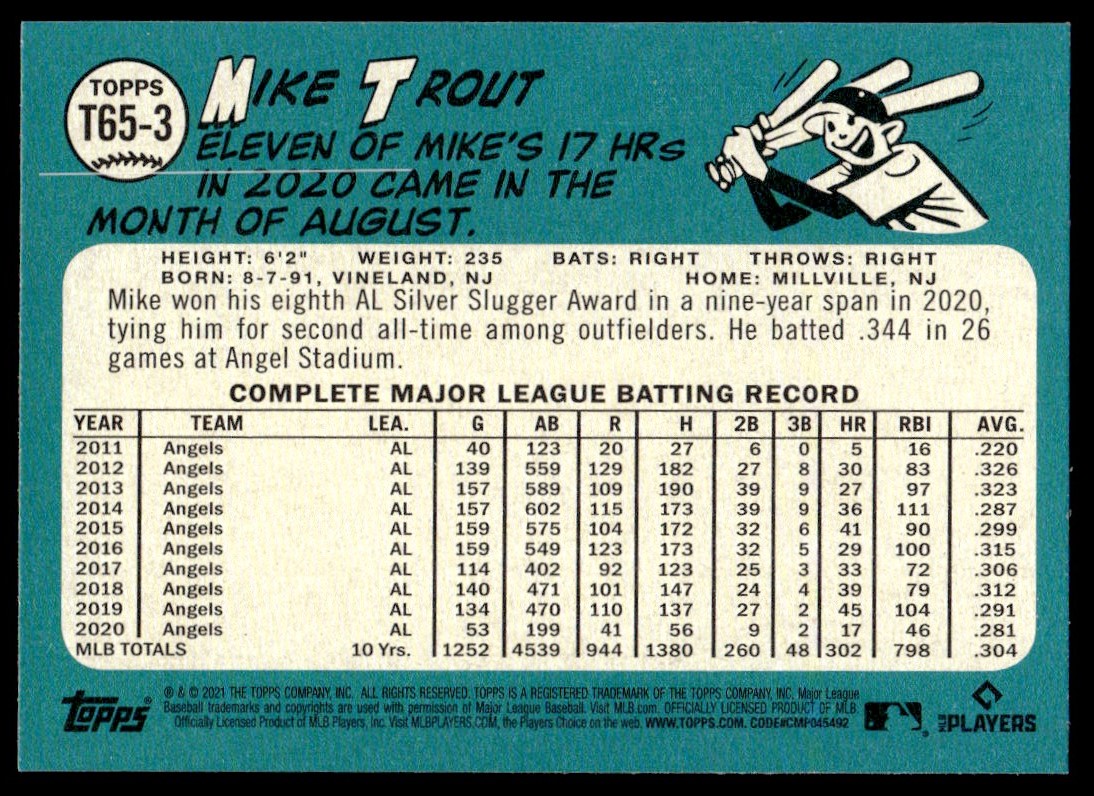 TOPPS
T65-3
MIKE TROUT
ELEVEN OF MIKE'S 17 HRs
IN 2020 CAME IN THE
MONTH OF AUGUST.
HEIGHT: 6'2" WEIGHT: 235 BATS: RIGHT THROWS: RIGHT
BORN: 8-7-91, VINELAND, NJ HOME: MILLVILLE, NJ
Mike won his eighth AL Silver Slugger Award in a nine-year span in 2020,
tying him for second all-time among outfielders. He batted .344 in 26
games at Angel Stadium.
COMPLETE MAJOR LEAGUE BATTING RECORD
YEAR TEAM LEA. G AB R H 2B 3B HR RBI AVG.
2011 Angels AL 40 123 20 27 6 0 5 16 .220
2012 Angels AL 139 559 129 182 27 8 30 83 .326
2013 Angels AL 157 589 109 190 39 9 27 97 .323
2014 Angels AL 157 602 115 173 39 9 36 111 .287
2015 Angels AL 159 575 104 172 32 6 41 90 .299
2016 Angels AL 159 549 123 173 32 5 29 100 .315
2017 Angels AL 114 402 92 123 25 3 33 72 .306
2018 Angels AL 140 471 101 147 24 4 39 79 .312
2019 Angels AL 134 470 110 137 27 2 45 104 .291
2020 Angels AL 53 199 41 56 9 2 17 46 .281
MLB TOTALS 10 Yrs. 1252 4539 944 1380 260 48 302 798 .304
Topps®
® & © 2021 THE TOPPS COMPANY, INC. ALL RIGHTS RESERVED. TOPPS IS A REGISTERED TRADEMARK OF THE TOPPS COMPANY, INC. Major League
Baseball trademarks and copyrights are used with permission of Major League Baseball. Visit MLB.com. OFFICIALLY LICENSED PRODUCT OF MLB
Officially Licensed Product of MLB Players, Inc. Visit MLBPLAYERS.COM, the Players Choice on the web. WWW.TOPPS.COM. CODE#CMP045492
MLB PLAYERS